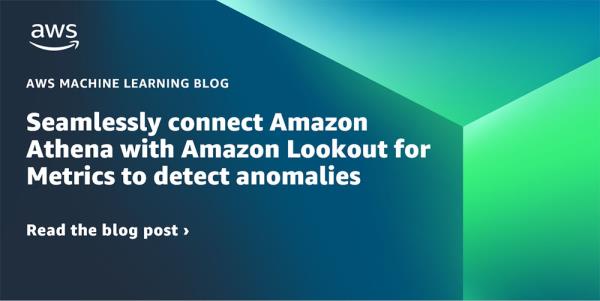 aws
AWS MACHINE LEARNING BLOG
Seamlessly connect Amazon
Athena with Amazon Lookout for
Metrics to detect anomalies
Read the blog post ›